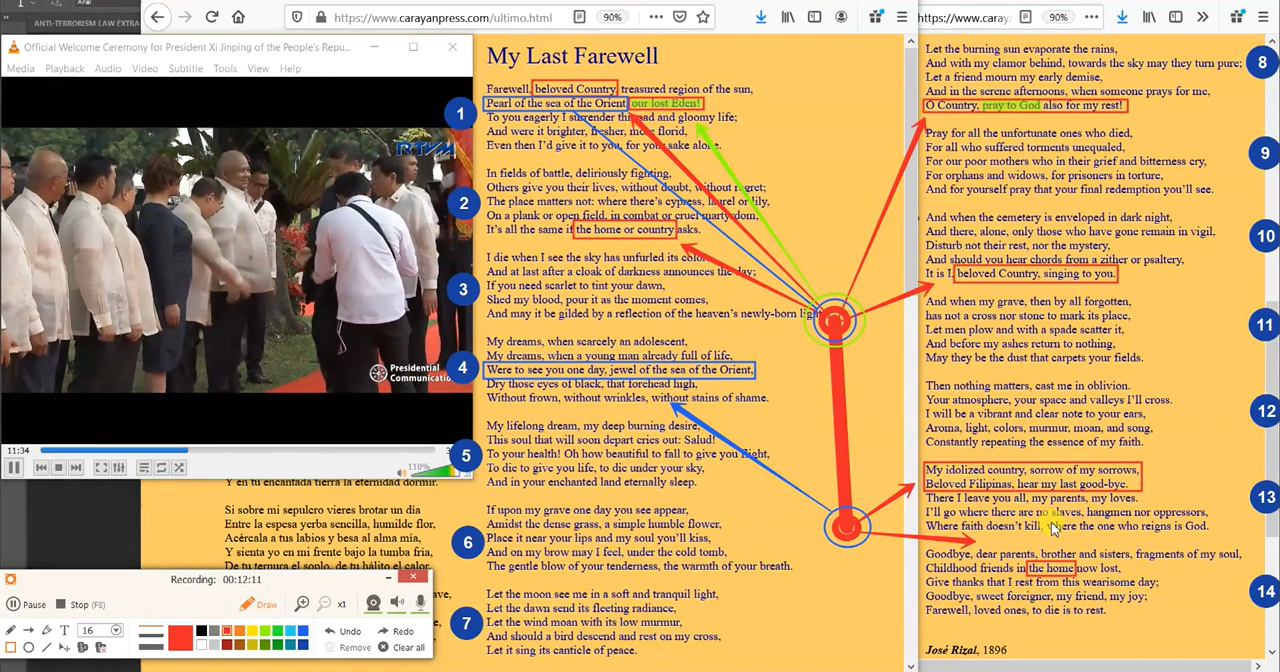 ANTI-TERRORISM LAW EXTRA
https://www.carayanpress.com/ultimo.html
90%
https://www.caraya
90%
Official Welcome Ceremony for President Xi Jinping of the People's Repu...
Media Playback Audio Video Subtitle Tools View Help
RTVM
Presidential
Communicatio
11:34
110%
My Last Farewell
1
Farewell, beloved Country, treasured region of the sun,
Pearl of the sea of the Orient, our lost Eden!
To you eagerly I surrender this sad and gloomy life;
And were it brighter, fresher, more florid,
Even then I'd give it to you, for your sake alone.
2
In fields of battle, deliriously fighting,
Others give you their lives, without doubt, without regret;
The place matters not: where there's cypress, laurel or lily,
On a plank or open field, in combat or cruel martyrdom,
It's all the same if the home or country asks.
3
I die when I see the sky has unfurled its colors
And at last after a cloak of darkness announces the day;
If you need scarlet to tint your dawn,
Shed my blood, pour it as the moment comes,
And may it be gilded by a reflection of the heaven's newly-born light
4
My dreams, when scarcely an adolescent,
My dreams, when a young man already full of life,
Were to see you one day, jewel of the sea of the Orient,
Dry those eyes of black, that forehead high,
Without frown, without wrinkles, without stains of shame.
5
My lifelong dream, my deep burning desire,
This soul that will soon depart cries out: Salud!
To your health! Oh how beautiful to fall to give you flight,
To die to give you life, to die under your sky,
And in your enchanted land eternally sleep.
6
If upon my grave one day you see appear,
Amidst the dense grass, a simple humble flower,
Place it near your lips and my soul you'll kiss,
And on my brow may I feel, under the cold tomb,
The gentle blow of your tenderness, the warmth of your breath.
7
Let the moon see me in a soft and tranquil light,
Let the dawn send its fleeting radiance,
Let the wind moan with its low murmur,
And should a bird descend and rest on my cross,
Let it sing its canticle of peace.
8
Let the burning sun evaporate the rains,
And with my clamor behind, towards the sky may they turn pure;
Let a friend mourn my early demise,
And in the serene afternoons, when someone prays for me,
O Country, pray to God also for my rest!
9
Pray for all the unfortunate ones who died,
For all who suffered torments unequaled,
For our poor mothers who in their grief and bitterness cry,
For orphans and widows, for prisoners in torture,
And for yourself pray that your final redemption you'll see.
10
And when the cemetery is enveloped in dark night,
And there, alone, only those who have gone remain in vigil,
Disturb not their rest, nor the mystery,
And should you hear chords from a zither or psaltery,
It is I, beloved Country, singing to you.
11
And when my grave, then by all forgotten,
has not a cross nor stone to mark its place,
Let men plow and with a spade scatter it,
And before my ashes return to nothing,
May they be the dust that carpets your fields.
12
Then nothing matters, cast me in oblivion.
Your atmosphere, your space and valleys I'll cross.
I will be a vibrant and clear note to your ears,
Aroma, light, colors, murmur, moan, and song,
Constantly repeating the essence of my faith.
13
My idolized country, sorrow of my sorrows,
Beloved Filipinas, hear my last good-bye.
There I leave you all, my parents, my loves.
I'll go where there are no slaves, hangmen nor oppressors,
Where faith doesn't kill, where the one who reigns is God.
14
Goodbye, dear parents, brother and sisters, fragments of my soul,
Childhood friends in the home now lost,
Give thanks that I rest from this wearisome day;
Goodbye, sweet foreigner, my friend, my joy;
Farewell, loved ones, to die is to rest.
José Rizal, 1896
Y en tu encantada tierra la eternidad dormir.
Si sobre mi sepulcro vieres brotar un día
Entre la espesa yerba sencilla, humilde flor,
Acércala a tus labios y besa al alma mía,
Y sienta yo en mi frente bajo la tumba fría,
De tu ternura el soplo, de tu hálito el calor.
Recording: 00:12:11
Pause Stop (F8) Draw x1
T 16
Undo Redo
Remove Clear all